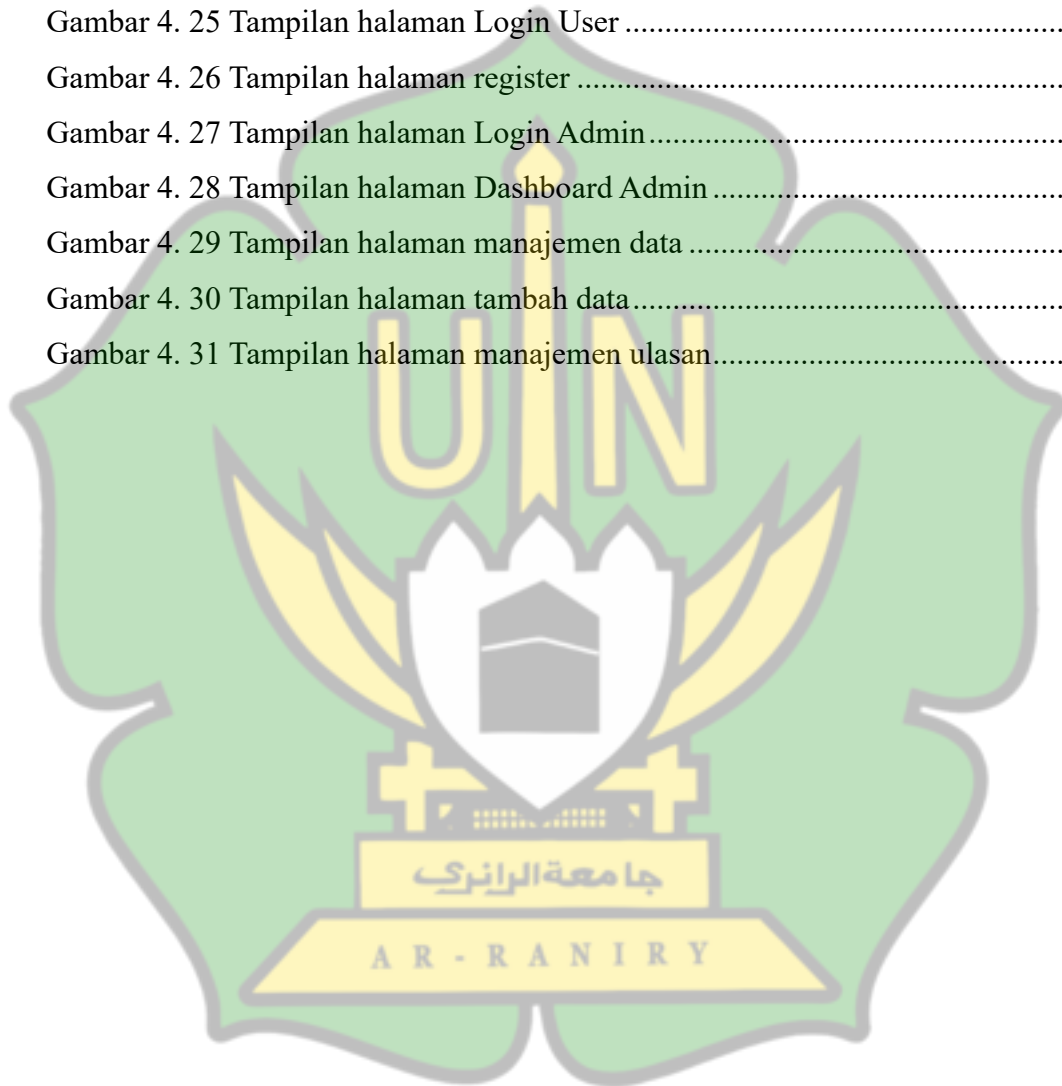 Gambar 4. 25 Tampilan halaman Login User ......................................................
Gambar 4. 26 Tampilan halaman register ............................................................
Gambar 4. 27 Tampilan halaman Login Admin...................................................
Gambar 4. 28 Tampilan halaman Dashboard Admin ...........................................
Gambar 4. 29 Tampilan halaman manajemen data ..............................................
Gambar 4. 30 Tampilan halaman tambah data.....................................................
Gambar 4. 31 Tampilan halaman manajemen ulasan...........................................
UIN
جامعة الرانري
AR-RANIRY